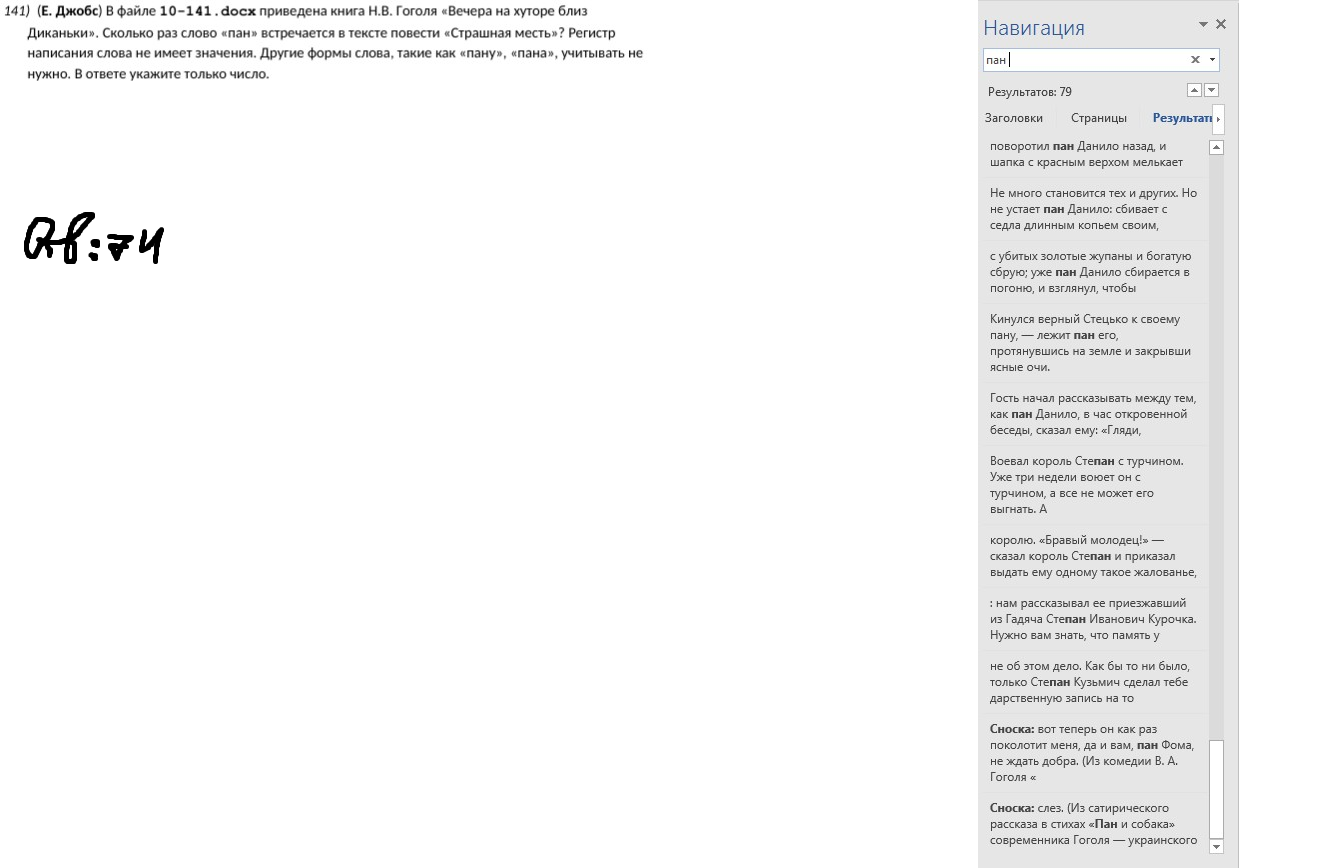 141) (Е. Джобс) В файле 10-141.docx приведена книга Н.В. Гоголя «Вечера на хуторе близ
Диканьки». Сколько раз слово «пан» встречается в тексте повести «Страшная месть»? Регистр
написания слова не имеет значения. Другие формы слова, такие как «пану», «пана», учитывать не
нужно. В ответе укажите только число.
Навигация
пан
Результатов: 79
Заголовки Страницы Результаты
поворотил пан Данило назад, и
шапка с красным верхом мелькает
Не много становится тех и других. Но
не устает пан Данило: сбивает с
седла длинным копьем своим,
с убитых золотые жупаны и богатую
сбрую; уже пан Данило сбирается в
погоню, и взглянул, чтобы
Кинулся верный Стецько к своему
пану, — лежит пан его,
протянувшись на земле и закрывши
ясные очи.
Гость начал рассказывать между тем,
как пан Данило, в час откровенной
беседы, сказал ему: «Гляди,
Воевал король Степан с турчином.
Уже три недели воюет он с
турчином, а все не может его
выгнать. А
королю. «Бравый молодец!» —
сказал король Степан и приказал
выдать ему одному такое жалованье,
: нам рассказывал ее приезжавший
из Гадяча Степан Иванович Курочка.
Нужно вам знать, что память у
не об этом дело. Как бы то ни было,
только Степан Кузьмич сделал тебе
дарственную запись на то
Сноска: вот теперь он как раз
поколотит меня, да и вам, пан Фома,
не ждать добра. (Из комедии В. А.
Гоголя «
Сноска: слез. (Из сатирического
рассказа в стихах «Пан и собака»
современника Гоголя — украинского